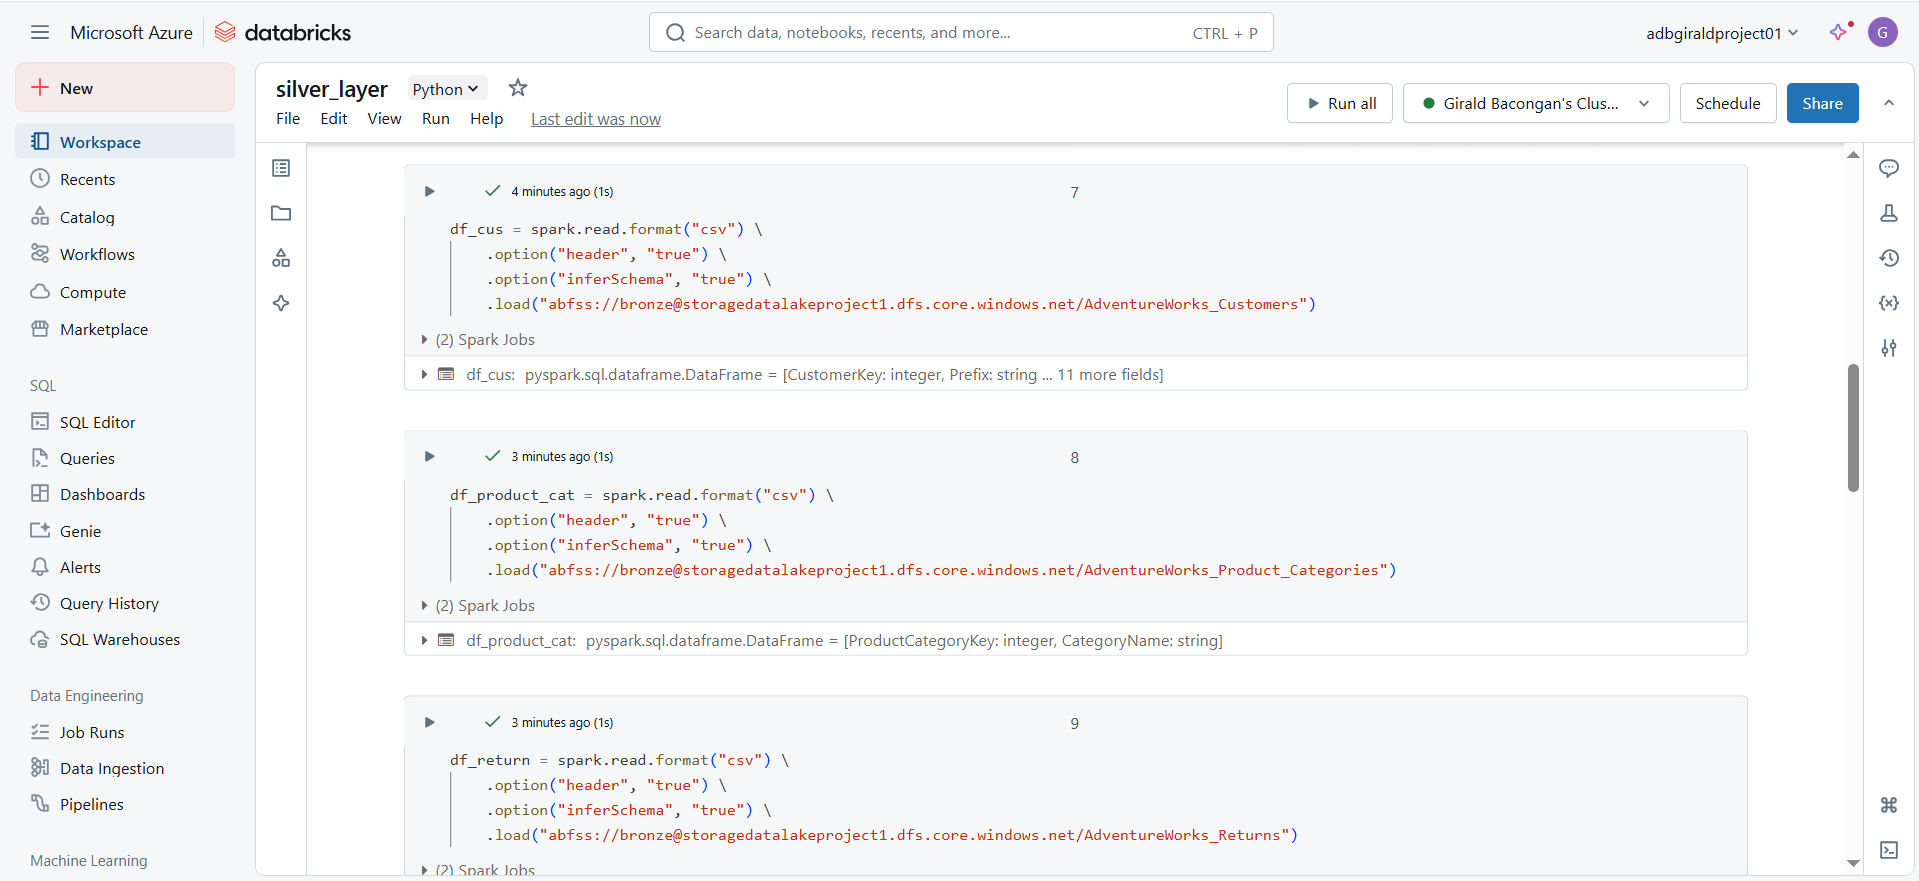 Microsoft Azure databricks
Search data, notebooks, recents, and more... CTRL + P
adbgiraldproject01
G
New
Workspace
Recents
Catalog
Workflows
Compute
Marketplace
SQL
SQL Editor
Queries
Dashboards
Genie
Alerts
Query History
SQL Warehouses
Data Engineering
Job Runs
Data Ingestion
Pipelines
Machine Learning
silver_layer Python
File Edit View Run Help Last edit was now
Run all
Girald Bacongan's Clus...
Schedule
Share
4 minutes ago (1s) 7
df_cus = spark.read.format("csv") \
.option("header", "true") \
.option("inferSchema", "true") \
.load("abfss://bronze@storagedatalakeproject1.dfs.core.windows.net/AdventureWorks_Customers")
(2) Spark Jobs
df_cus: pyspark.sql.dataframe.DataFrame = [CustomerKey: integer, Prefix: string ... 11 more fields]
3 minutes ago (1s) 8
df_product_cat = spark.read.format("csv") \
.option("header", "true") \
.option("inferSchema", "true") \
.load("abfss://bronze@storagedatalakeproject1.dfs.core.windows.net/AdventureWorks_Product_Categories")
(2) Spark Jobs
df_product_cat: pyspark.sql.dataframe.DataFrame = [ProductCategoryKey: integer, CategoryName: string]
3 minutes ago (1s) 9
df_return = spark.read.format("csv") \
.option("header", "true") \
.option("inferSchema", "true") \
.load("abfss://bronze@storagedatalakeproject1.dfs.core.windows.net/AdventureWorks_Returns")
(2) Spark Jobs